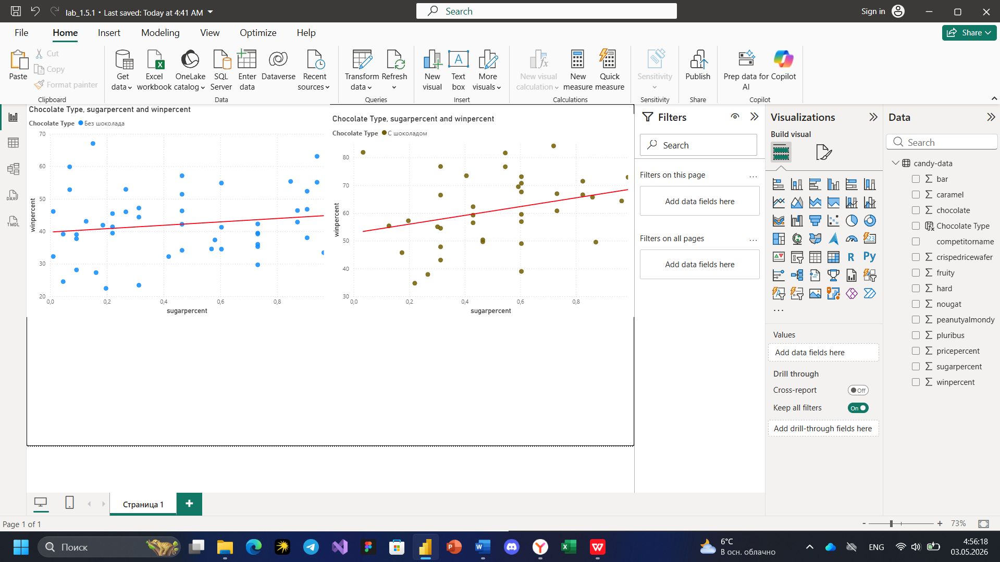 lab_1.5.1 • Last saved: Today at 4:41 AM
Search
Sign in
File Home Insert Modeling View Optimize Help
Share
Paste
Cut
Copy
Format painter
Clipboard
Get data
Excel workbook
OneLake catalog
SQL Server
Enter data
Dataverse
Recent sources
Data
Transform data
Refresh
Queries
New visual
Text box
More visuals
Insert
New visual calculation
New measure
Quick measure
Calculations
Sensitivity
Sensitivity
Publish
Share
Prep data for AI
Copilot
Copilot
DAX
TMDL
Chocolate Type, sugarpercent and winpercent
Chocolate Type Без шоколада
70
60
50
40
30
20
winpercent
0,0 0,2 0,4 0,6 0,8
sugarpercent
Chocolate Type, sugarpercent and winpercent
Chocolate Type С шоколадом
80
70
60
50
40
30
winpercent
0,0 0,2 0,4 0,6 0,8
sugarpercent
Filters
Search
Filters on this page ...
Add data fields here
Filters on all pages ...
Add data fields here
Visualizations
Build visual
123
R
Py
...
Values
Add data fields here
Drill through
Cross-report Off
Keep all filters On
Add drill-through fields here
Data
Search
candy-data
bar
caramel
chocolate
Chocolate Type
competitorname
crispedricewafer
fruity
hard
nougat
peanutyalmondy
pluribus
pricepercent
sugarpercent
winpercent
Страница 1
+
Page 1 of 1
- + 73%
Поиск
6°C
В осн. облачно
ENG
4:56:18
03.05.2026